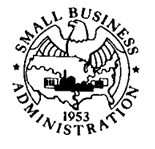 SMALL BUSINESS
ADMINISTRATION
1953